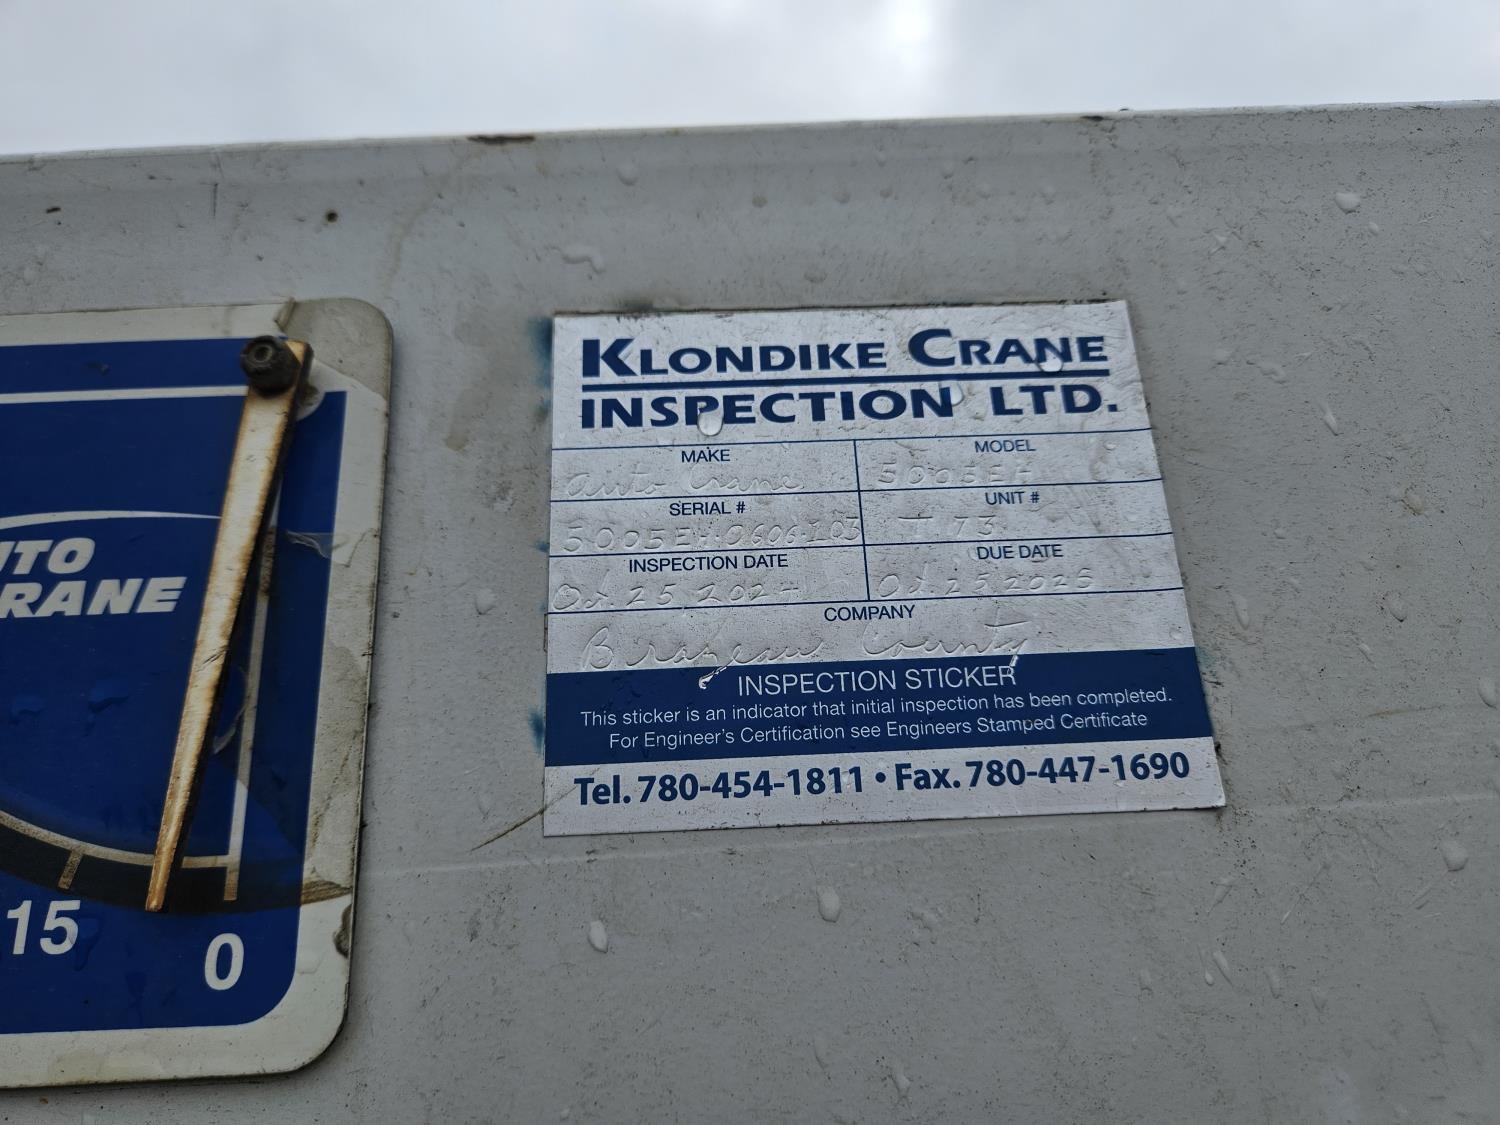 KLONDIKE CRANE
INSPECTION LTD.
MAKE
Auto Crane
MODEL
5005EH
SERIAL #
5005EH-0606-103
UNIT #
T 73
INSPECTION DATE
Oct. 25, 2024
DUE DATE
Oct. 25, 2025
COMPANY
Brazeau County
INSPECTION STICKER
This sticker is an indicator that initial inspection has been completed.
For Engineer's Certification see Engineers Stamped Certificate
Tel. 780-454-1811 • Fax. 780-447-1690
UTO
RANE
15
0